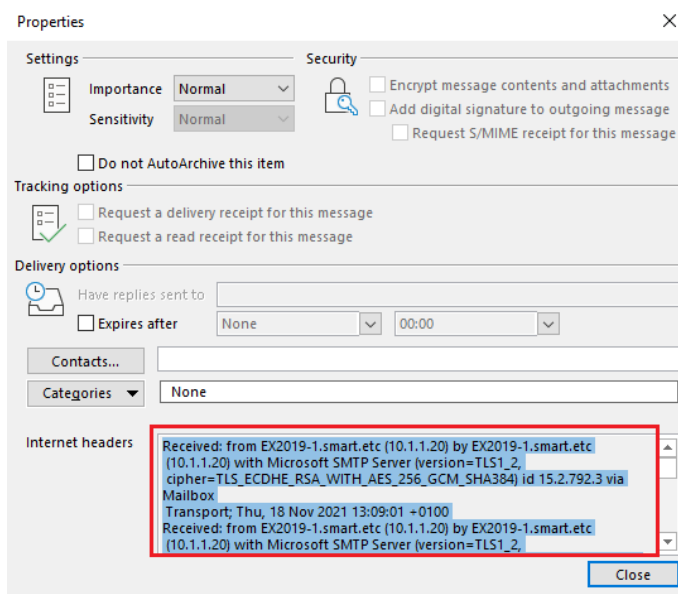 Properties
Settings
Security
Importance Normal
Encrypt message contents and attachments
Add digital signature to outgoing message
Sensitivity Normal
Request S/MIME receipt for this message
Do not AutoArchive this item
Tracking options
Request a delivery receipt for this message
Request a read receipt for this message
Delivery options
Have replies sent to
Expires after None 00:00
Contacts...
Categories None
Internet headers
Received: from EX2019-1.smart.etc (10.1.1.20) by EX2019-1.smart.etc
(10.1.1.20) with Microsoft SMTP Server (version=TLS1_2,
cipher=TLS_ECDHE_RSA_WITH_AES_256_GCM_SHA384) id 15.2.792.3 via
Mailbox
Transport; Thu, 18 Nov 2021 13:09:01 +0100
Received: from EX2019-1.smart.etc (10.1.1.20) by EX2019-1.smart.etc
(10.1.1.20) with Microsoft SMTP Server (version=TLS1_2,
Close